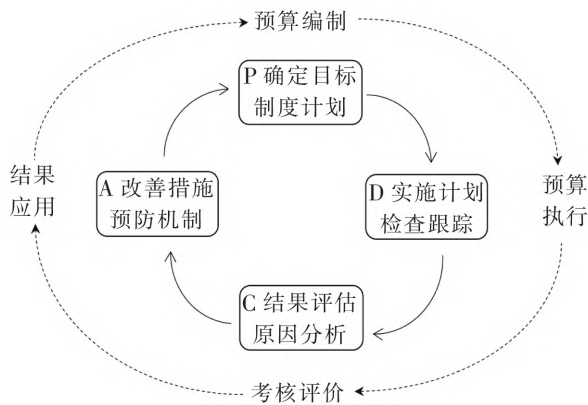 预算编制
P 确定目标
制度计划
结果
应用
A 改善措施
预防机制
D 实施计划
检查跟踪
预算
执行
C 结果评估
原因分析
考核评价